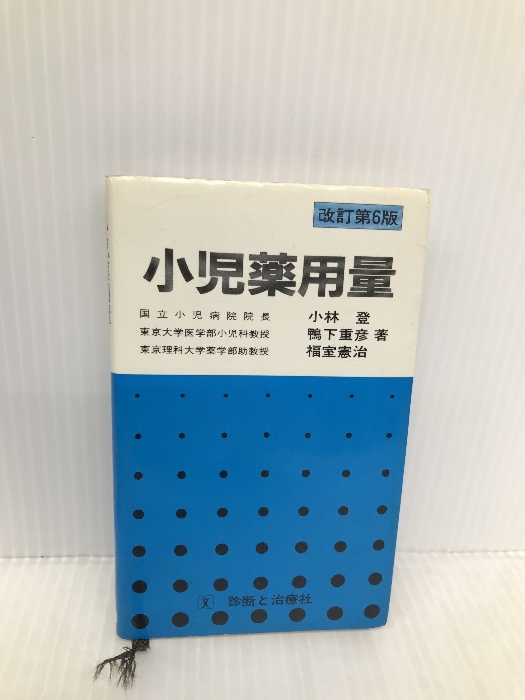 改訂第6版
小児薬用量
国立小児病院院長 小林 登
東京大学医学部小児科教授 鴨下重彦 著
東京理科大学薬学部助教授 福室憲治
診断と治療社